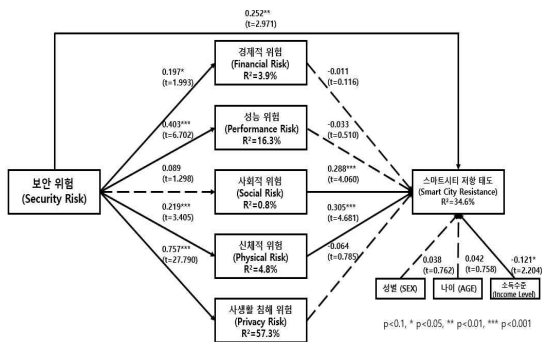 0.252**
(t=2.971)
경제적 위험
(Financial Risk)
R²=3.9%
0.197*
(t=1.993)
-0.011
(t=0.116)
성능 위험
(Performance Risk)
R²=16.3%
0.403***
(t=6.702)
-0.033
(t=0.510)
보안 위험
(Security Risk)
0.089
(t=1.298)
사회적 위험
(Social Risk)
R²=0.8%
0.288***
(t=4.060)
스마트시티 저항 태도
(Smart City Resistance)
R²=34.6%
0.219***
(t=3.405)
신체적 위험
(Physical Risk)
R²=4.8%
0.305***
(t=4.681)
0.757***
(t=27.790)
사생활 침해 위험
(Privacy Risk)
R²=57.3%
-0.064
(t=0.785)
0.038
(t=0.762)
0.042
(t=0.758)
-0.121*
(t=2.204)
성별 (SEX)
나이 (AGE)
소득수준
(Income Level)
p<0.1, * p<0.05, ** p<0.01, *** p<0.001